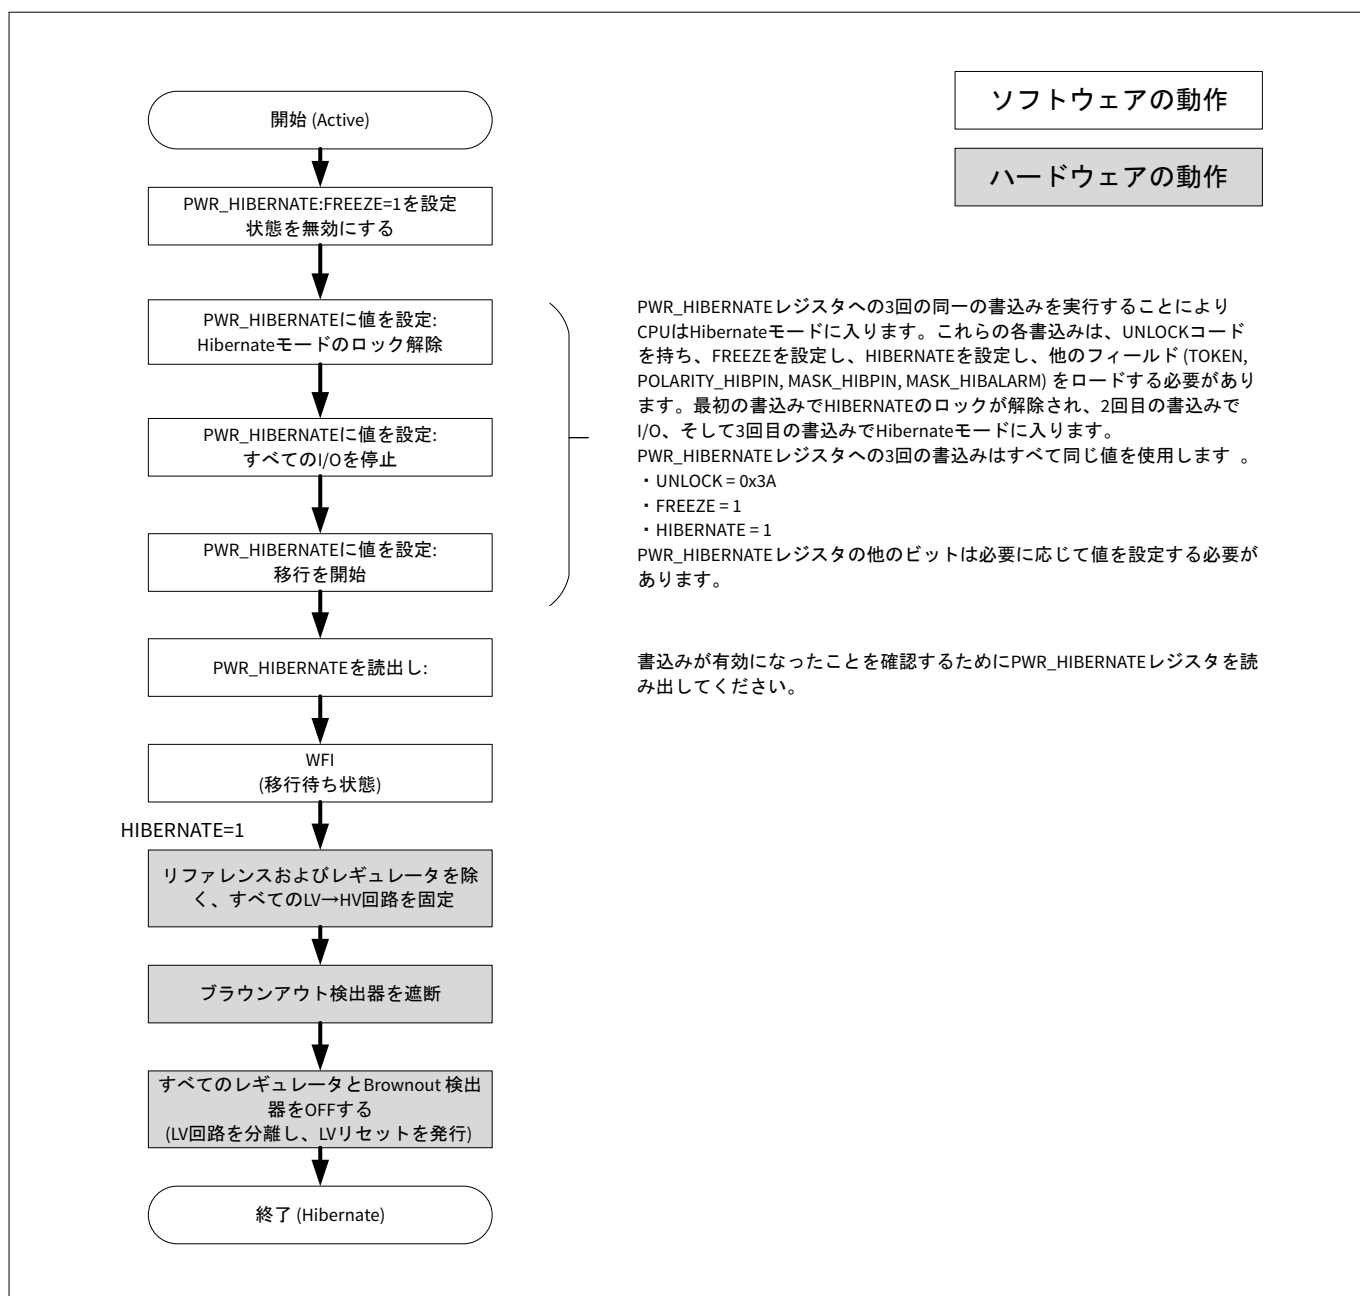 開始 (Active)
ソフトウェアの動作
ハードウェアの動作
PWR_HIBERNATE:FREEZE=1を設定
状態を無効にする
PWR_HIBERNATEに値を設定:
Hibernateモードのロック解除
PWR_HIBERNATEに値を設定:
すべてのI/Oを停止
PWR_HIBERNATEに値を設定:
移行を開始
PWR_HIBERNATEレジスタへの3回の同一の書込みを実行することにより
CPUはHibernateモードに入ります。これらの各書込みは、UNLOCKコード
を持ち、FREEZEを設定し、HIBERNATEを設定し、他のフィールド (TOKEN,
POLARITY_HIBPIN, MASK_HIBPIN, MASK_HIBALARM) をロードする必要があり
ます。最初の書込みでHIBERNATEのロックが解除され、2回目の書込みで
I/O、そして3回目の書込みでHibernateモードに入ります。
PWR_HIBERNATEレジスタへの3回の書込みはすべて同じ値を使用します 。
・UNLOCK = 0x3A
・FREEZE = 1
・HIBERNATE = 1
PWR_HIBERNATEレジスタの他のビットは必要に応じて値を設定する必要が
あります。
PWR_HIBERNATEを読出し:
書込みが有効になったことを確認するためにPWR_HIBERNATEレジスタを読
み出してください。
WFI
(移行待ち状態)
HIBERNATE=1
リファレンスおよびレギュレータを除
く、すべてのLV→HV回路を固定
ブラウンアウト検出器を遮断
すべてのレギュレータとBrownout 検出
器をOFFする
(LV回路を分離し、LVリセットを発行)
終了 (Hibernate)